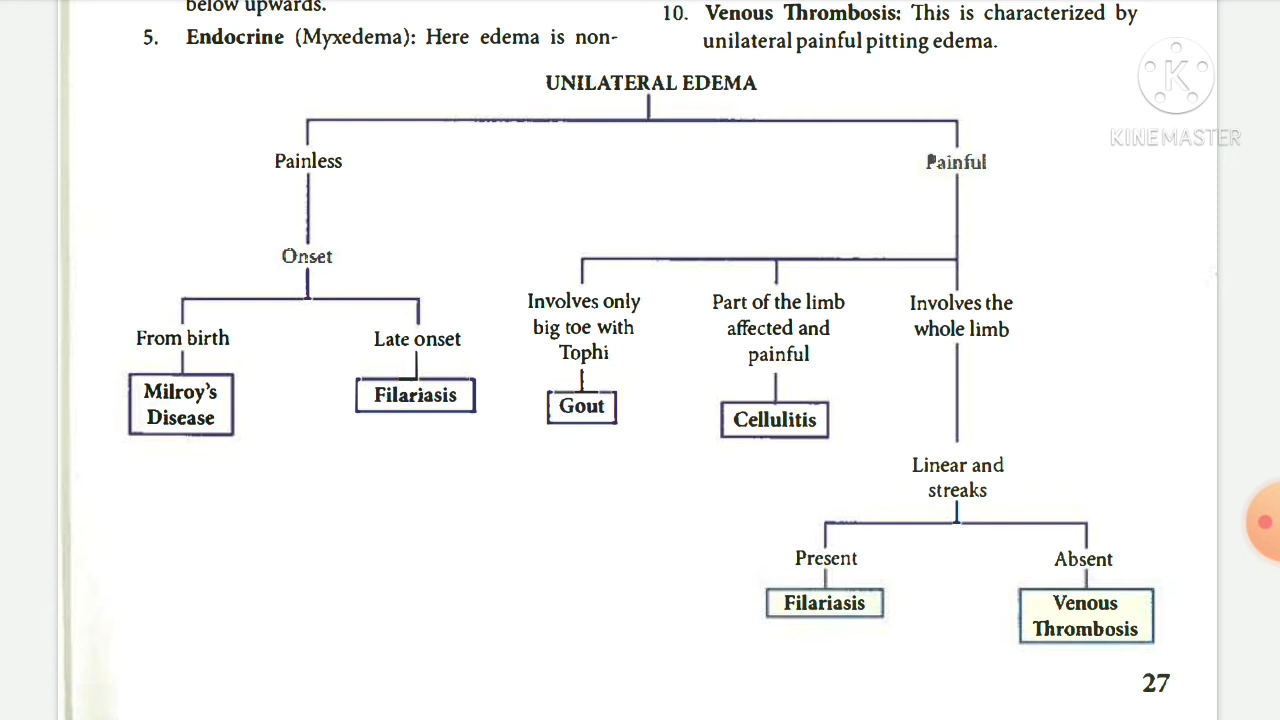 below upwards.
5. Endocrine (Myxedema): Here edema is non-
10. Venous Thrombosis: This is characterized by
unilateral painful pitting edema.
KINEMASTER
UNILATERAL EDEMA
Painless
Painful
Onset
From birth
Late onset
Milroy's
Disease
Filariasis
Involves only
big toe with
Tophi
Gout
Part of the limb
affected and
painful
Cellulitis
Involves the
whole limb
Linear and
streaks
Present
Absent
Filariasis
Venous
Thrombosis
27